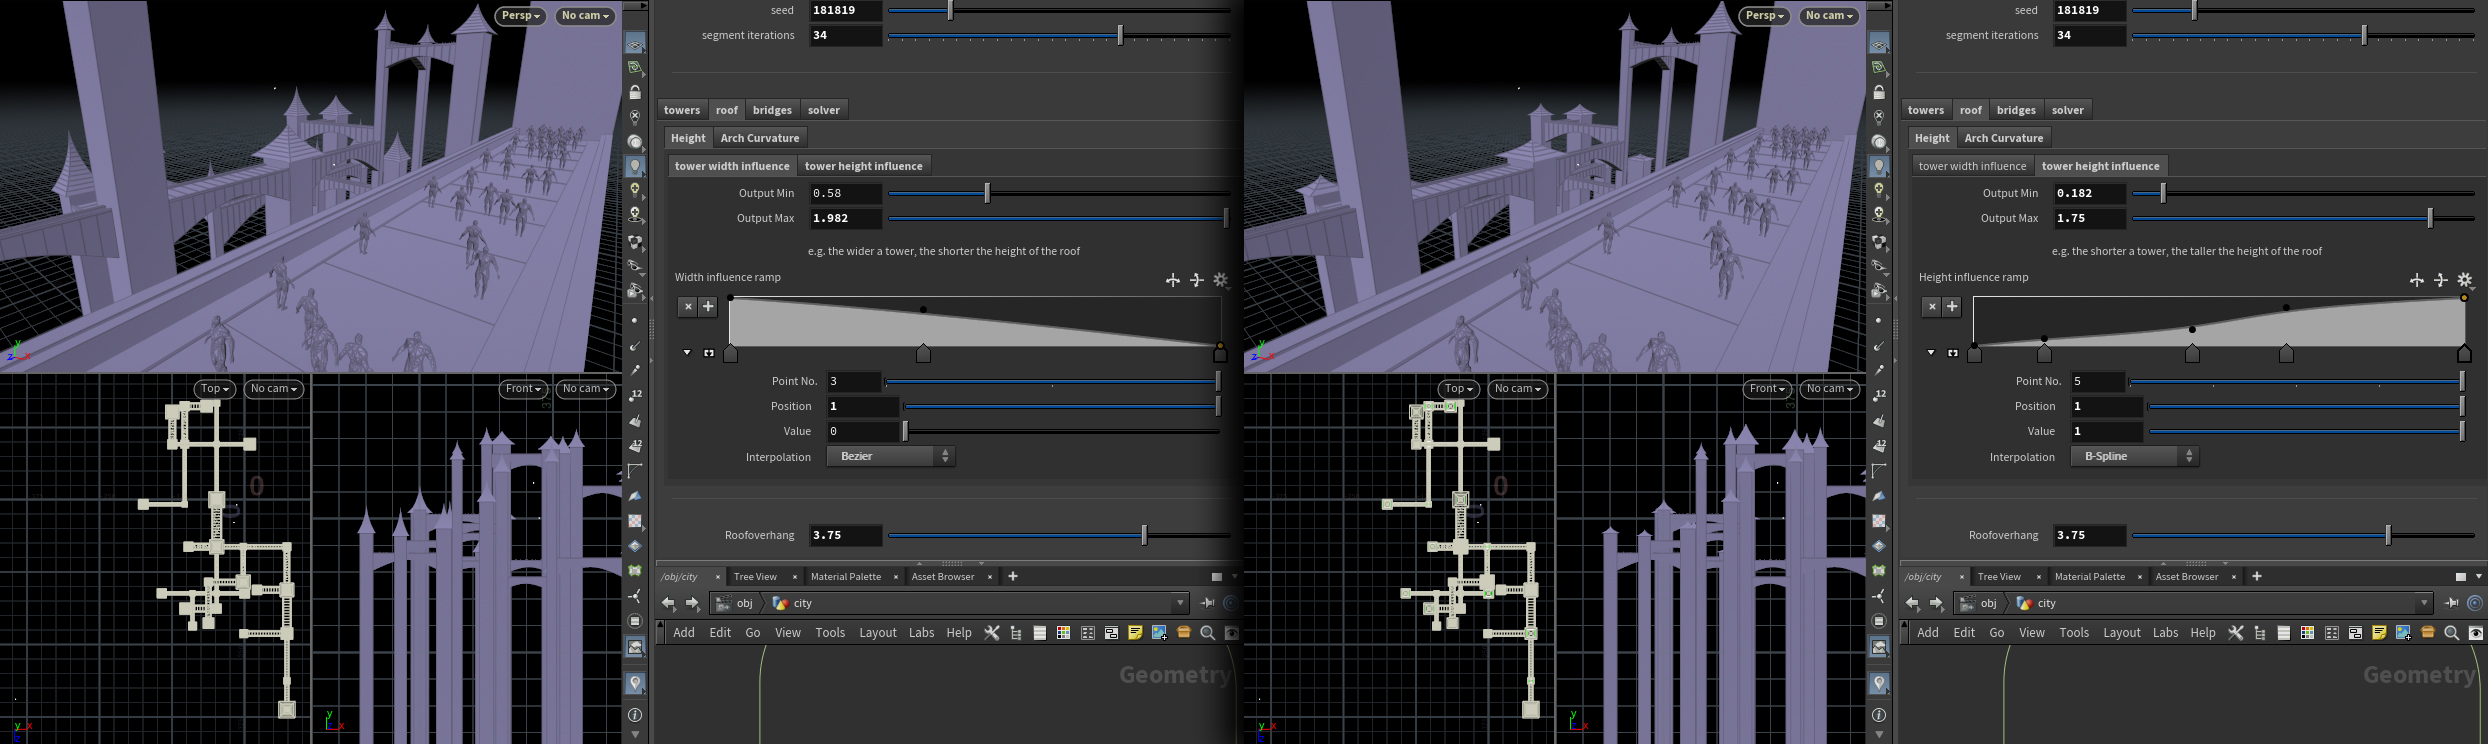 Persp
No cam
seed
181819
segment iterations
34
towers
roof
bridges
solver
Height
Arch Curvature
tower width influence
tower height influence
Output Min
0.58
Output Max
1.982
e.g. the wider a tower, the shorter the height of the roof
Width influence ramp
Point No.
3
Position
1
Value
0
Interpolation
Bezier
Roofoverhang
3.75
/obj/city
Tree View
Material Palette
Asset Browser
obj
city
Add
Edit
Go
View
Tools
Layout
Labs
Help
Geometry
y
z
x
Top
No cam
0
y
x
Front
No cam
y
x
12
12
Persp
No cam
seed
181819
segment iterations
34
towers
roof
bridges
solver
Height
Arch Curvature
tower width influence
tower height influence
Output Min
0.182
Output Max
1.75
e.g. the shorter a tower, the taller the height of the roof
Height influence ramp
Point No.
5
Position
1
Value
1
Interpolation
B-Spline
Roofoverhang
3.75
/obj/city
Tree View
Material Palette
Asset Browser
obj
city
Add
Edit
Go
View
Tools
Layout
Labs
Help
Geometry
y
z
x
Top
No cam
0
y
x
Front
No cam
y
x
12
12